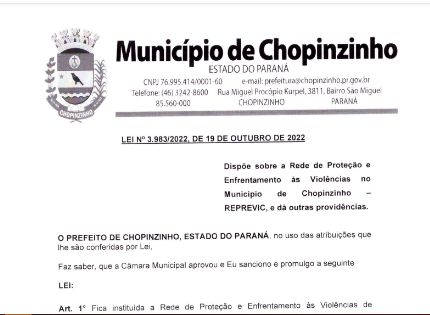 Município de Chopinzinho
ESTADO DO PARANÁ
CNPJ 76.995.414/0001-60 e-mail: prefeitura@chopinzinho.pr.gov.br
Telefone: (46) 3242-8600 Rua Miguel Procópio Kurpel, 3811, Bairro Sao Miguel
85.560-000 CHOPINZINHO PARANÁ
CHOPINZINHO
LEI Nº 3.983/2022, DE 19 DE OUTUBRO DE 2022
Dispõe sobre a Rede de Proteção e
Enfrentamento às Violências no
Município de Chopinzinho –
REPREVIC, e dá outras providências.
O PREFEITO DE CHOPINZINHO, ESTADO DO PARANÁ, no uso das atribuições que
lhe são conferidas por Lei,
Faz saber, que a Câmara Municipal aprovou e Eu sanciono e promulgo a seguinte
LEI:
Art. 1° Fica instituída a Rede de Proteção e Enfrentamento às Violências de